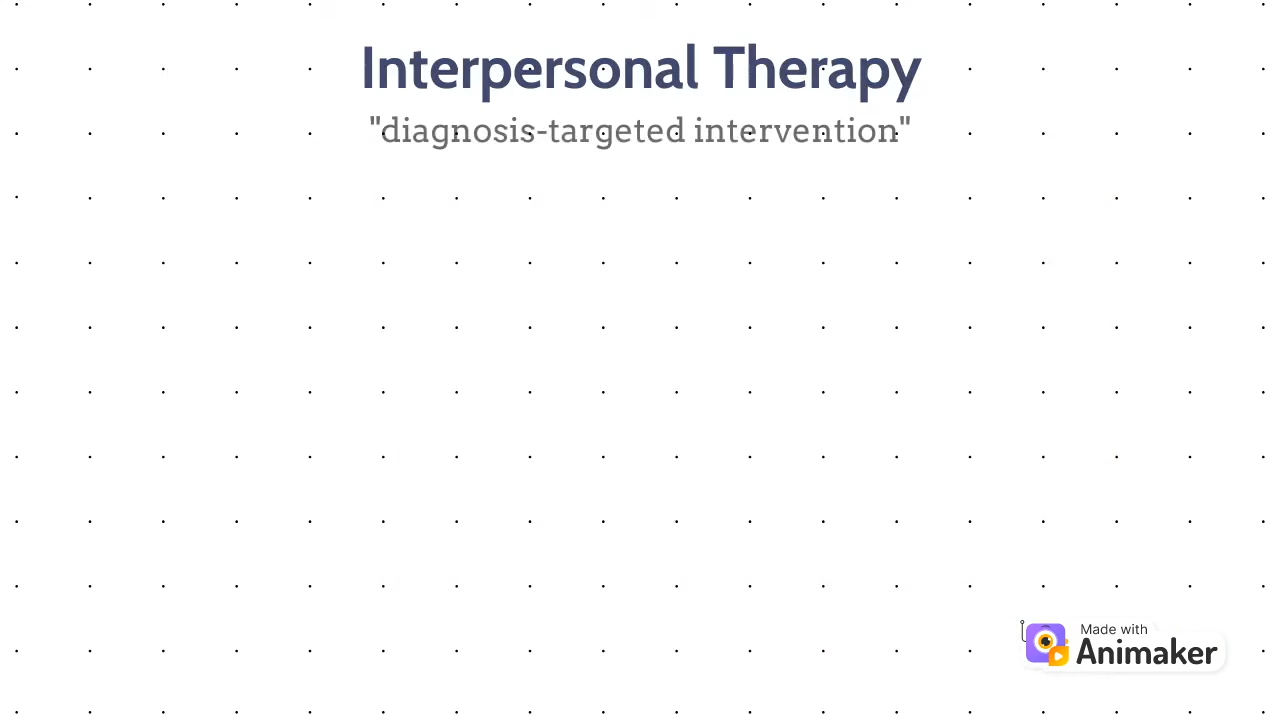 Interpersonal Therapy
"diagnosis-targeted intervention"
Made with
Animaker